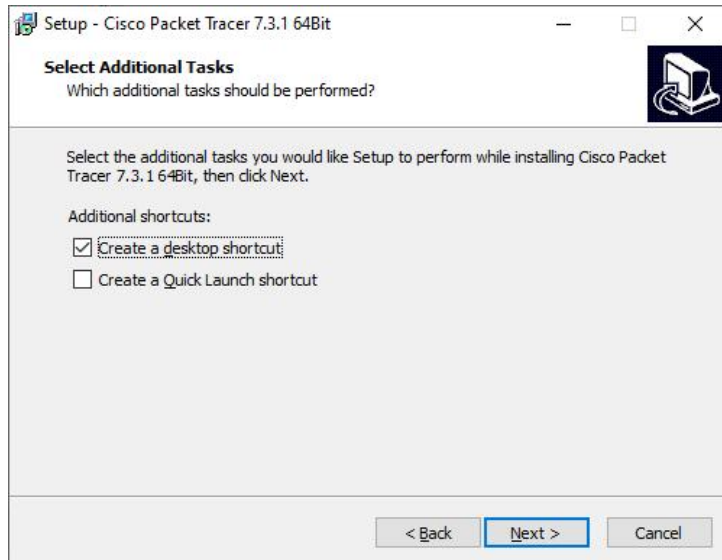 Setup - Cisco Packet Tracer 7.3.1 64Bit
Select Additional Tasks
Which additional tasks should be performed?
Select the additional tasks you would like Setup to perform while installing Cisco Packet
Tracer 7.3.1 64Bit, then click Next.
Additional shortcuts:
Create a desktop shortcut
Create a Quick Launch shortcut
< Back
Next >
Cancel